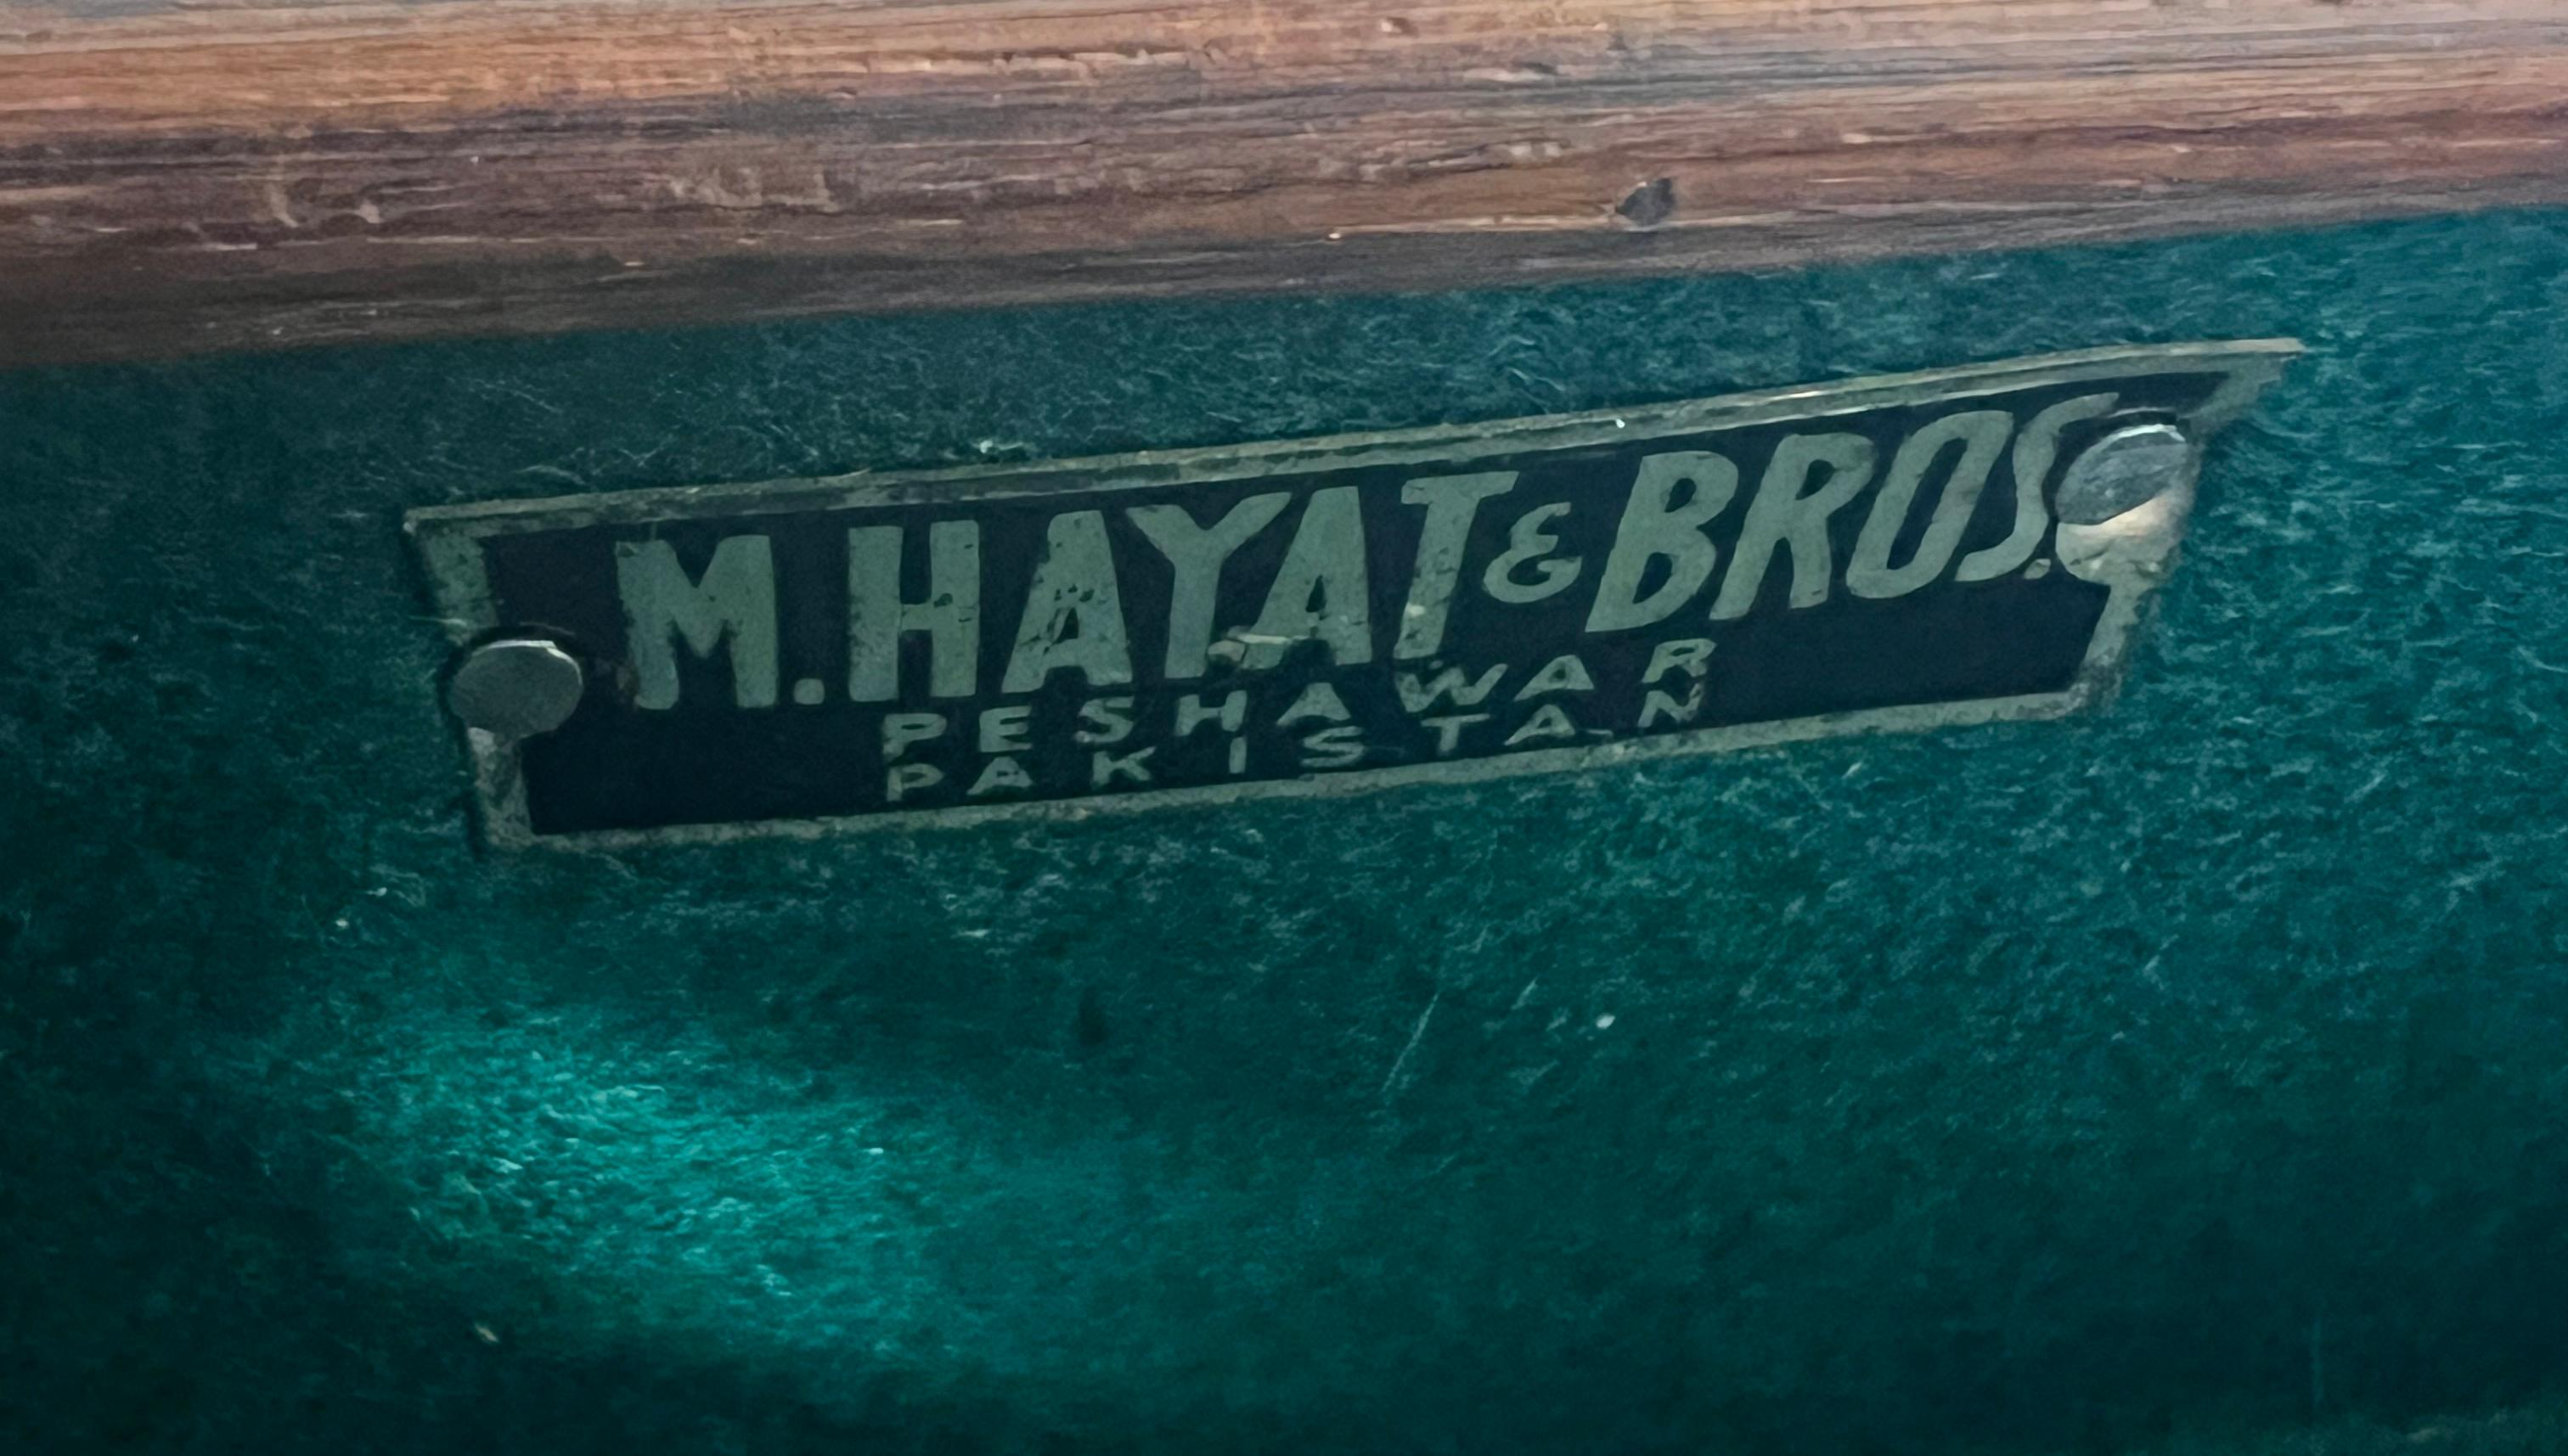 M.HAYAT & BROS.
PESHAWAR
PAKISTAN